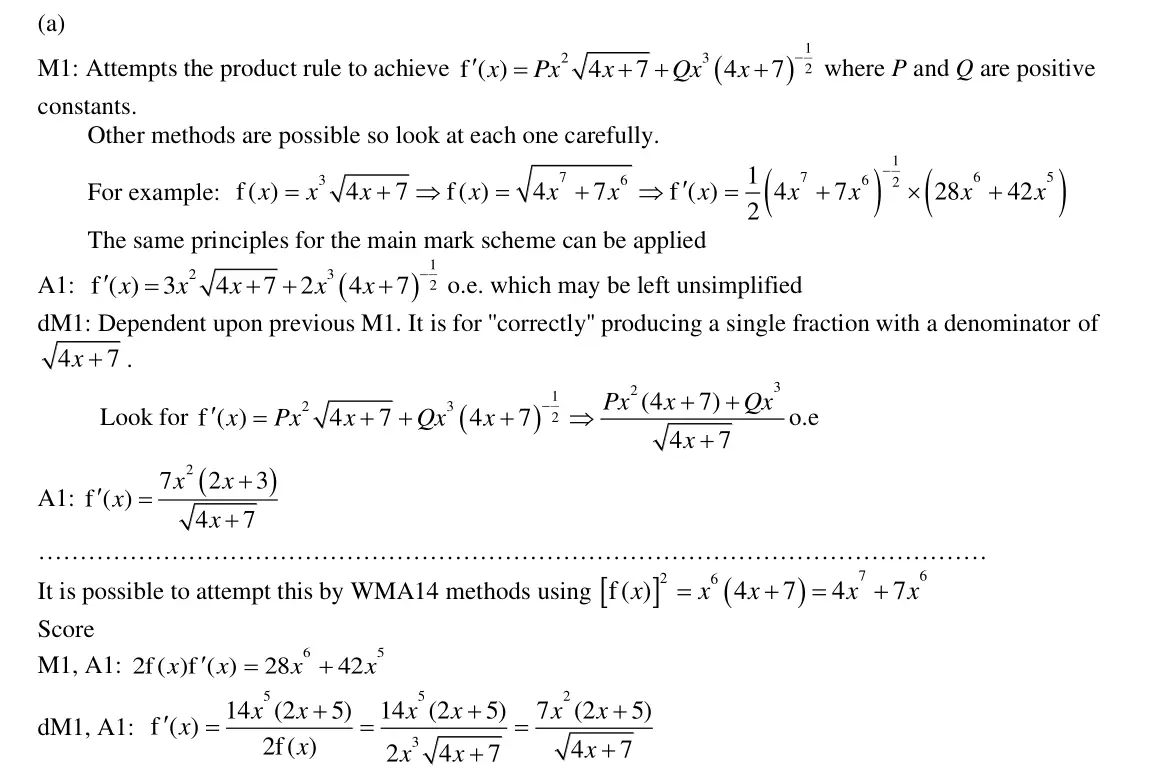 (a)
M1: Attempts the product rule to achieve f′(x) = Px²√(4x+7) + Qx³(4x+7)^(-1/2) where P and Q are positive
constants.
Other methods are possible so look at each one carefully.
For example: f(x) = x³√(4x+7) ⇒ f(x) = √(4x⁷+7x⁶) ⇒ f′(x) = 1/2(4x⁷+7x⁶)^(-1/2) × (28x⁶+42x⁵)
The same principles for the main mark scheme can be applied
A1: f′(x) = 3x²√(4x+7) + 2x³(4x+7)^(-1/2) o.e. which may be left unsimplified
dM1: Dependent upon previous M1. It is for "correctly" producing a single fraction with a denominator of
√(4x+7) .
Look for f′(x) = Px²√(4x+7) + Qx³(4x+7)^(-1/2) ⇒ (Px²(4x+7)+Qx³)/√(4x+7) o.e
A1: f′(x) = 7x²(2x+3)/√(4x+7)
……………………………………………………………………………………………………
It is possible to attempt this by WMA14 methods using [f(x)]² = x⁶(4x+7) = 4x⁷ + 7x⁶
Score
M1, A1: 2f(x)f′(x) = 28x⁶ + 42x⁵
dM1, A1: f′(x) = 14x⁵(2x+5)/2f(x) = 14x⁵(2x+5)/(2x³√(4x+7)) = 7x²(2x+5)/√(4x+7)